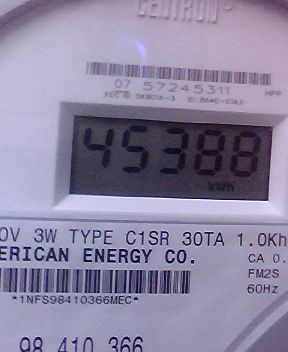 CENTRON
07 57245311
HPP
45388
kWh
0V 3W TYPE C1SR 30TA 1.0Kh
ERICAN ENERGY CO.
CA 0.
FM2S
60Hz
*1NFS98410366MEC*
98 410 366